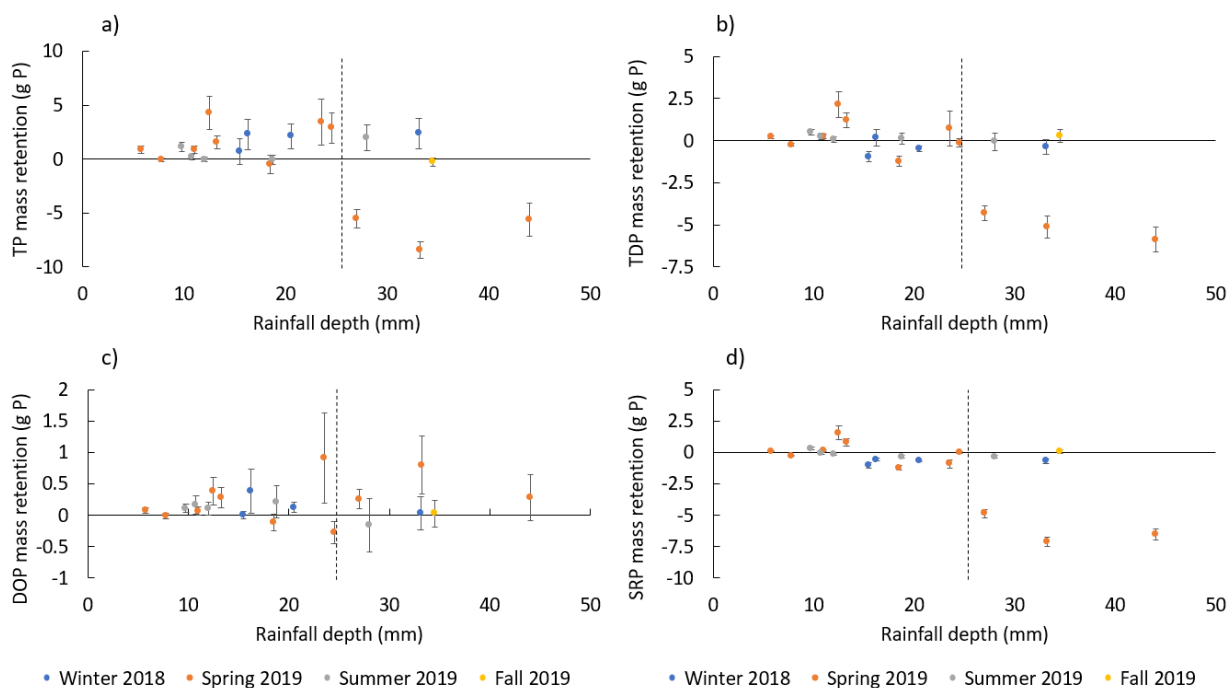 a)
TP mass retention (g P)
10
5
0
-5
-10
0 10 20 30 40 50
Rainfall depth (mm)
b)
TDP mass retention (g P)
5
2.5
0
-2.5
-5
-7.5
0 10 20 30 40 50
Rainfall depth (mm)
c)
DOP mass retention (g P)
2
1.5
1
0.5
0
-0.5
-1
0 10 20 30 40 50
Rainfall depth (mm)
d)
SRP mass retention (g P)
5
2.5
0
-2.5
-5
-7.5
-10
0 10 20 30 40 50
Rainfall depth (mm)
Winter 2018 Spring 2019 Summer 2019 Fall 2019
Winter 2018 Spring 2019 Summer 2019 Fall 2019